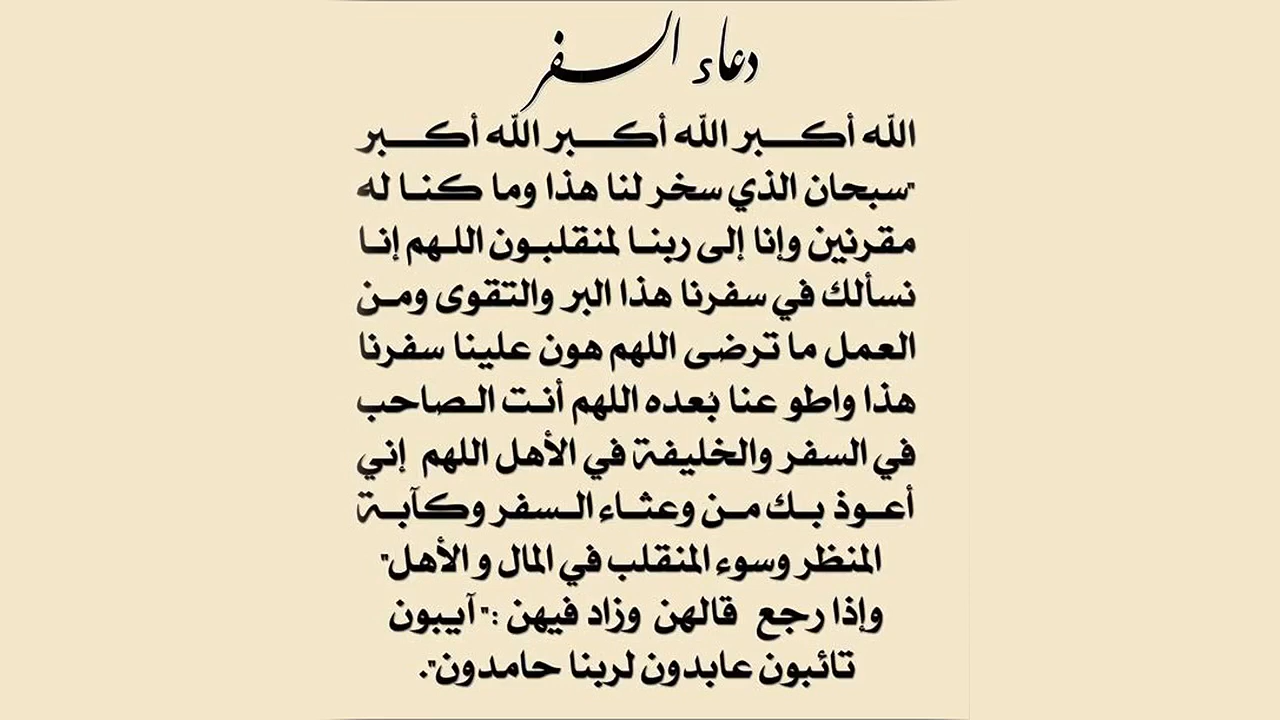 دعاء السفر
الله أكبر الله أكبر الله أكبر
"سبحان الذي سخر لنا هذا وما كنا له
مقرنين وإنا إلى ربنا لمنقلبون اللهم إنا
نسألك في سفرنا هذا البر والتقوى ومن
العمل ما ترضى اللهم هون علينا سفرنا
هذا واطو عنا بُعده اللهم أنت الصاحب
في السفر والخليفة في الأهل اللهم إني
أعوذ بك من وعثاء السفر وكآبة
المنظر وسوء المنقلب في المال و الأهل"
وإذا رجع قالهن وزاد فيهن :"آيبون
تائبون عابدون لربنا حامدون".